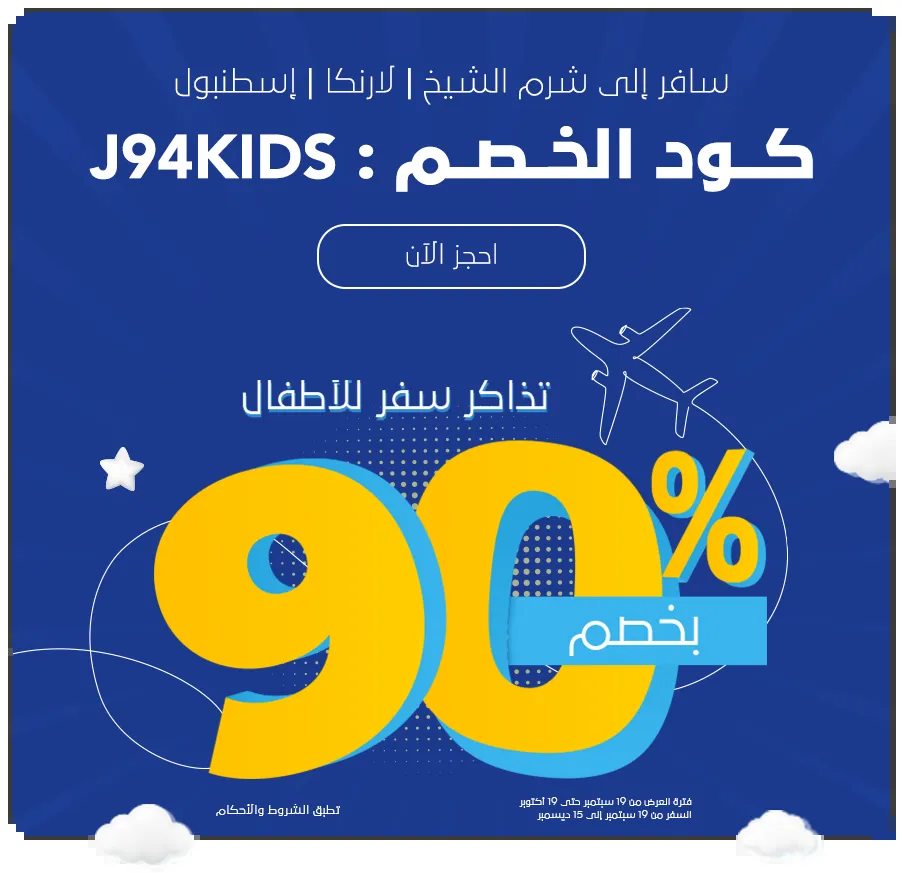 سافر إلى شرم الشيخ | لارنكا | إسطنبول
كود الخصم : J94KIDS
احجز الآن
تذاكر سفر للأطفال
90%
بخصم
فترة العرض من 19 سبتمبر حتى 19 أكتوبر
السفر من 19 سبتمبر إلى 15 ديسمبر
تطبق الشروط والأحكام